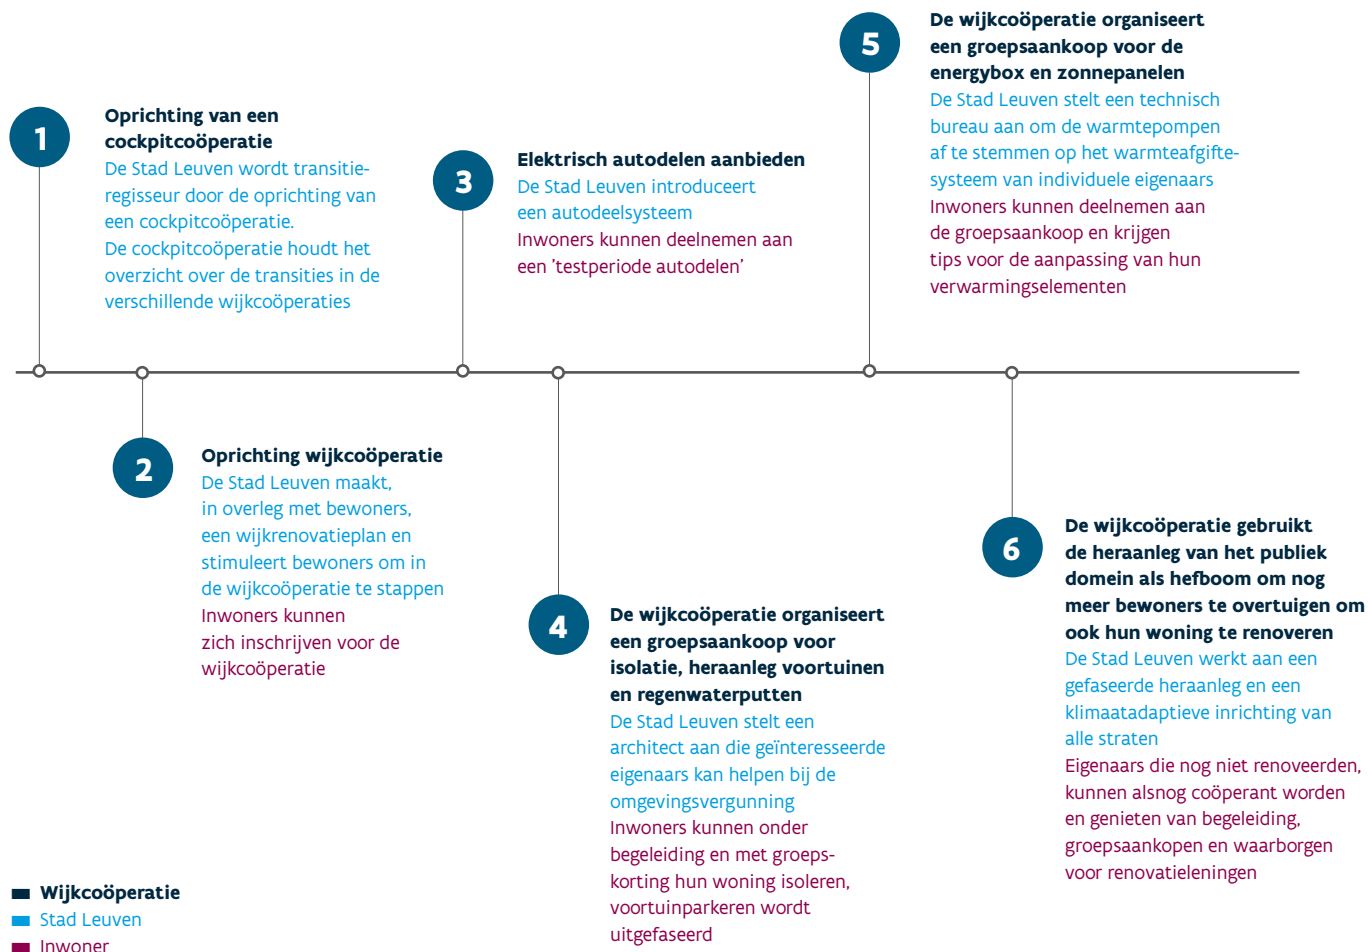 1
Oprichting van een
cockpitcoöperatie
De Stad Leuven wordt transitie-
regisseur door de oprichting van
een cockpitcoöperatie.
De cockpitcoöperatie houdt het
overzicht over de transities in de
verschillende wijkcoöperaties
2
Oprichting wijkcoöperatie
De Stad Leuven maakt,
in overleg met bewoners,
een wijkrenovatieplan en
stimuleert bewoners om in
de wijkcoöperatie te stappen
Inwoners kunnen
zich inschrijven voor de
wijkcoöperatie
3
Elektrisch autodelen aanbieden
De Stad Leuven introduceert
een autodeelsysteem
Inwoners kunnen deelnemen aan
een 'testperiode autodelen'
4
De wijkcoöperatie organiseert
een groepsaankoop voor
isolatie, heraanleg voortuinen
en regenwaterputten
De Stad Leuven stelt een
architect aan die geïnteresseerde
eigenaars kan helpen bij de
omgevingsvergunning
Inwoners kunnen onder
begeleiding en met groeps-
korting hun woning isoleren,
voortuinparkeren wordt
uitgefaseerd
5
De wijkcoöperatie organiseert
een groepsaankoop voor de
energybox en zonnepanelen
De Stad Leuven stelt een technisch
bureau aan om de warmtepompen
af te stemmen op het warmteafgifte-
systeem van individuele eigenaars
Inwoners kunnen deelnemen aan
de groepsaankoop en krijgen
tips voor de aanpassing van hun
verwarmingselementen
6
De wijkcoöperatie gebruikt
de heraanleg van het publiek
domein als hefboom om nog
meer bewoners te overtuigen om
ook hun woning te renoveren
De Stad Leuven werkt aan een
gefaseerde heraanleg en een
klimaatadaptieve inrichting van
alle straten
Eigenaars die nog niet renoveerden,
kunnen alsnog coöperant worden
en genieten van begeleiding,
groepsaankopen en waarborgen
voor renovatieleningen
Wijkcoöperatie
Stad Leuven
Inwoner